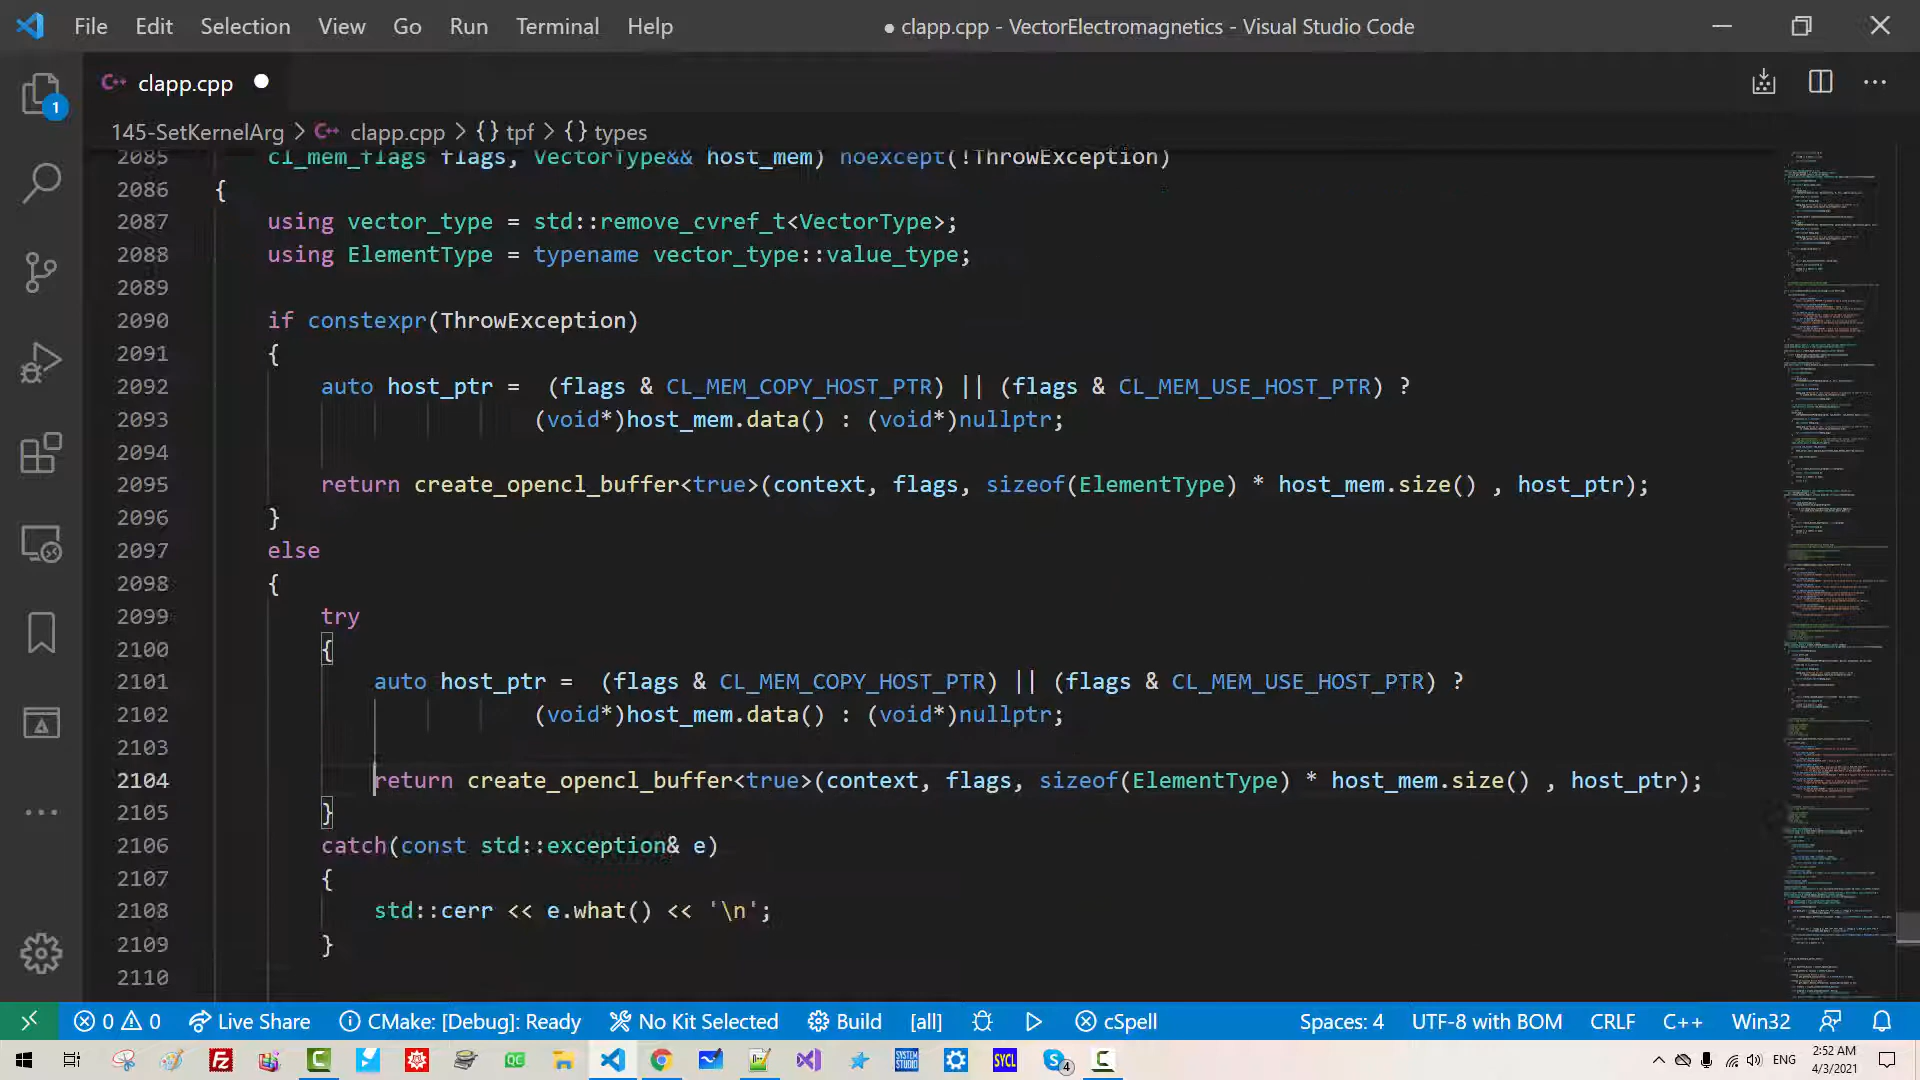 File Edit Selection View Go Run Terminal Help
● clapp.cpp - VectorElectromagnetics - Visual Studio Code
C++ clapp.cpp ●
1
145-SetKernelArg > C++ clapp.cpp > {} tpf > {} types
2085 cl_mem_flags flags, VectorType&& host_mem) noexcept(!ThrowException)
2086 {
2087 using vector_type = std::remove_cvref_t<VectorType>;
2088 using ElementType = typename vector_type::value_type;
2089
2090 if constexpr(ThrowException)
2091 {
2092 auto host_ptr =  (flags & CL_MEM_COPY_HOST_PTR) || (flags & CL_MEM_USE_HOST_PTR) ?
2093 (void*)host_mem.data() : (void*)nullptr;
2094
2095 return create_opencl_buffer<true>(context, flags, sizeof(ElementType) * host_mem.size() , host_ptr);
2096 }
2097 else
2098 {
2099 try
2100 {
2101 auto host_ptr =  (flags & CL_MEM_COPY_HOST_PTR) || (flags & CL_MEM_USE_HOST_PTR) ?
2102 (void*)host_mem.data() : (void*)nullptr;
2103
2104 return create_opencl_buffer<true>(context, flags, sizeof(ElementType) * host_mem.size() , host_ptr);
2105 }
2106 catch(const std::exception& e)
2107 {
2108 std::cerr << e.what() << '\n';
2109 }
2110
0 0 Live Share CMake: [Debug]: Ready No Kit Selected Build [all] cSpell Spaces: 4 UTF-8 with BOM CRLF C++ Win32
QC SYSTEM STUDIO SYCL 4 ENG 2:52 AM
4/3/2021